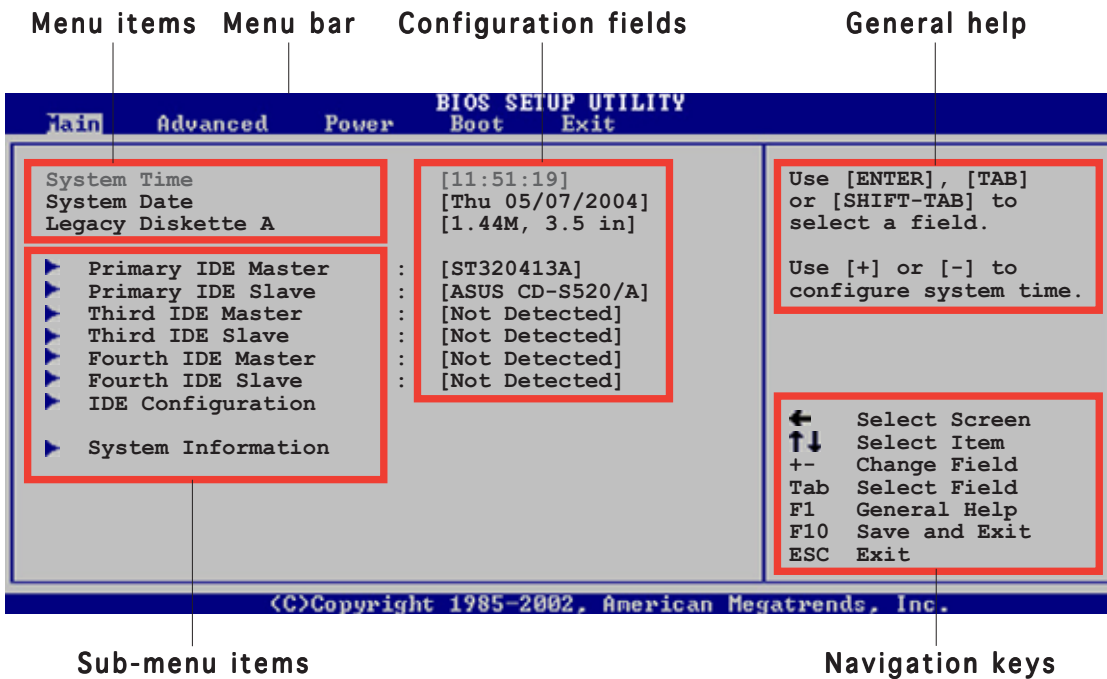 Menu items Menu bar Configuration fields General help
BIOS SETUP UTILITY
Main Advanced Power Boot Exit
System Time [11:51:19]
System Date [Thu 05/07/2004]
Legacy Diskette A [1.44M, 3.5 in]
Primary IDE Master : [ST320413A]
Primary IDE Slave : [ASUS CD-S520/A]
Third IDE Master : [Not Detected]
Third IDE Slave : [Not Detected]
Fourth IDE Master : [Not Detected]
Fourth IDE Slave : [Not Detected]
IDE Configuration
System Information
Use [ENTER], [TAB]
or [SHIFT-TAB] to
select a field.
Use [+] or [-] to
configure system time.
← Select Screen
↑↓ Select Item
+- Change Field
Tab Select Field
F1 General Help
F10 Save and Exit
ESC Exit
(C)Copyright 1985-2002, American Megatrends, Inc.
Sub-menu items Navigation keys